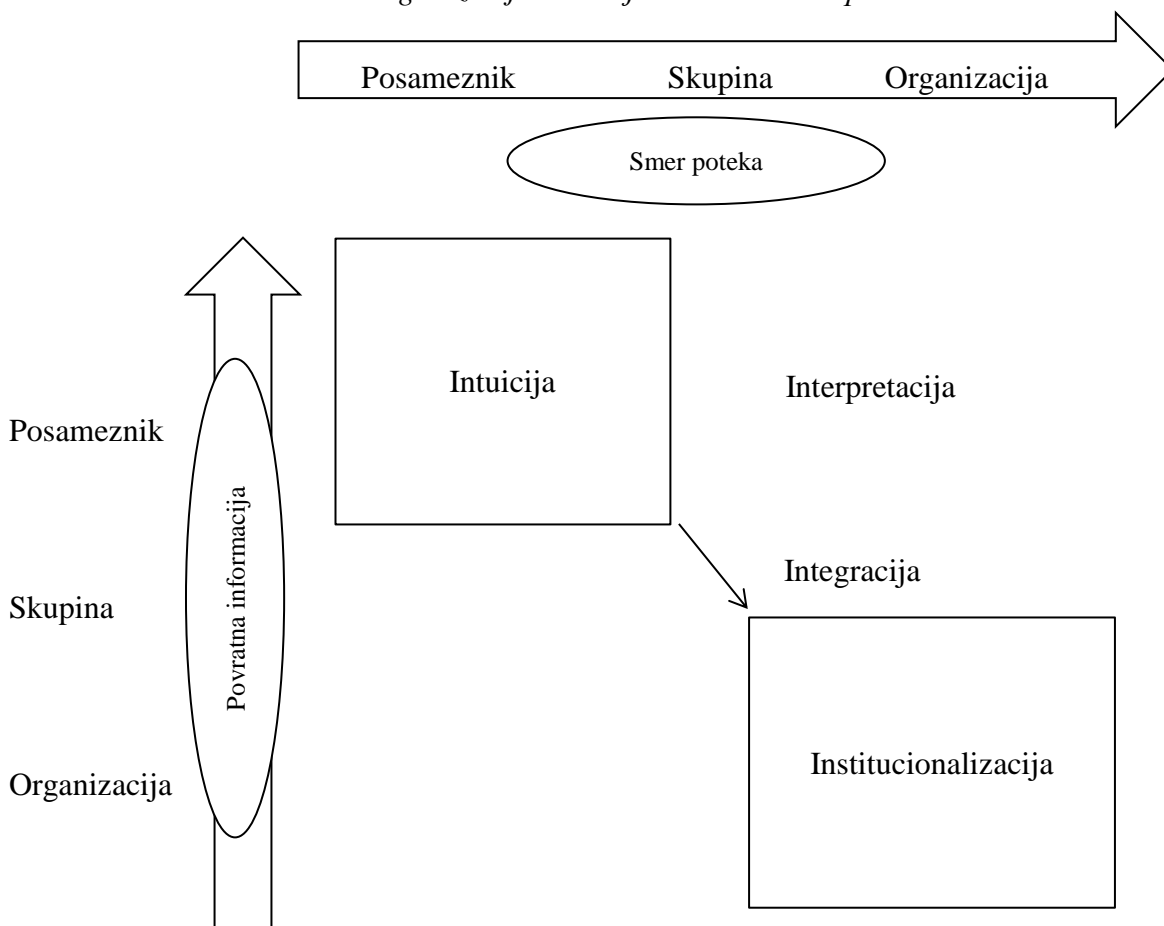 Posameznik Skupina Organizacija
Smer poteka
Intuicija
Interpretacija
Posameznik
Povratna informacija
Integracija
Skupina
Institucionalizacija
Organizacija